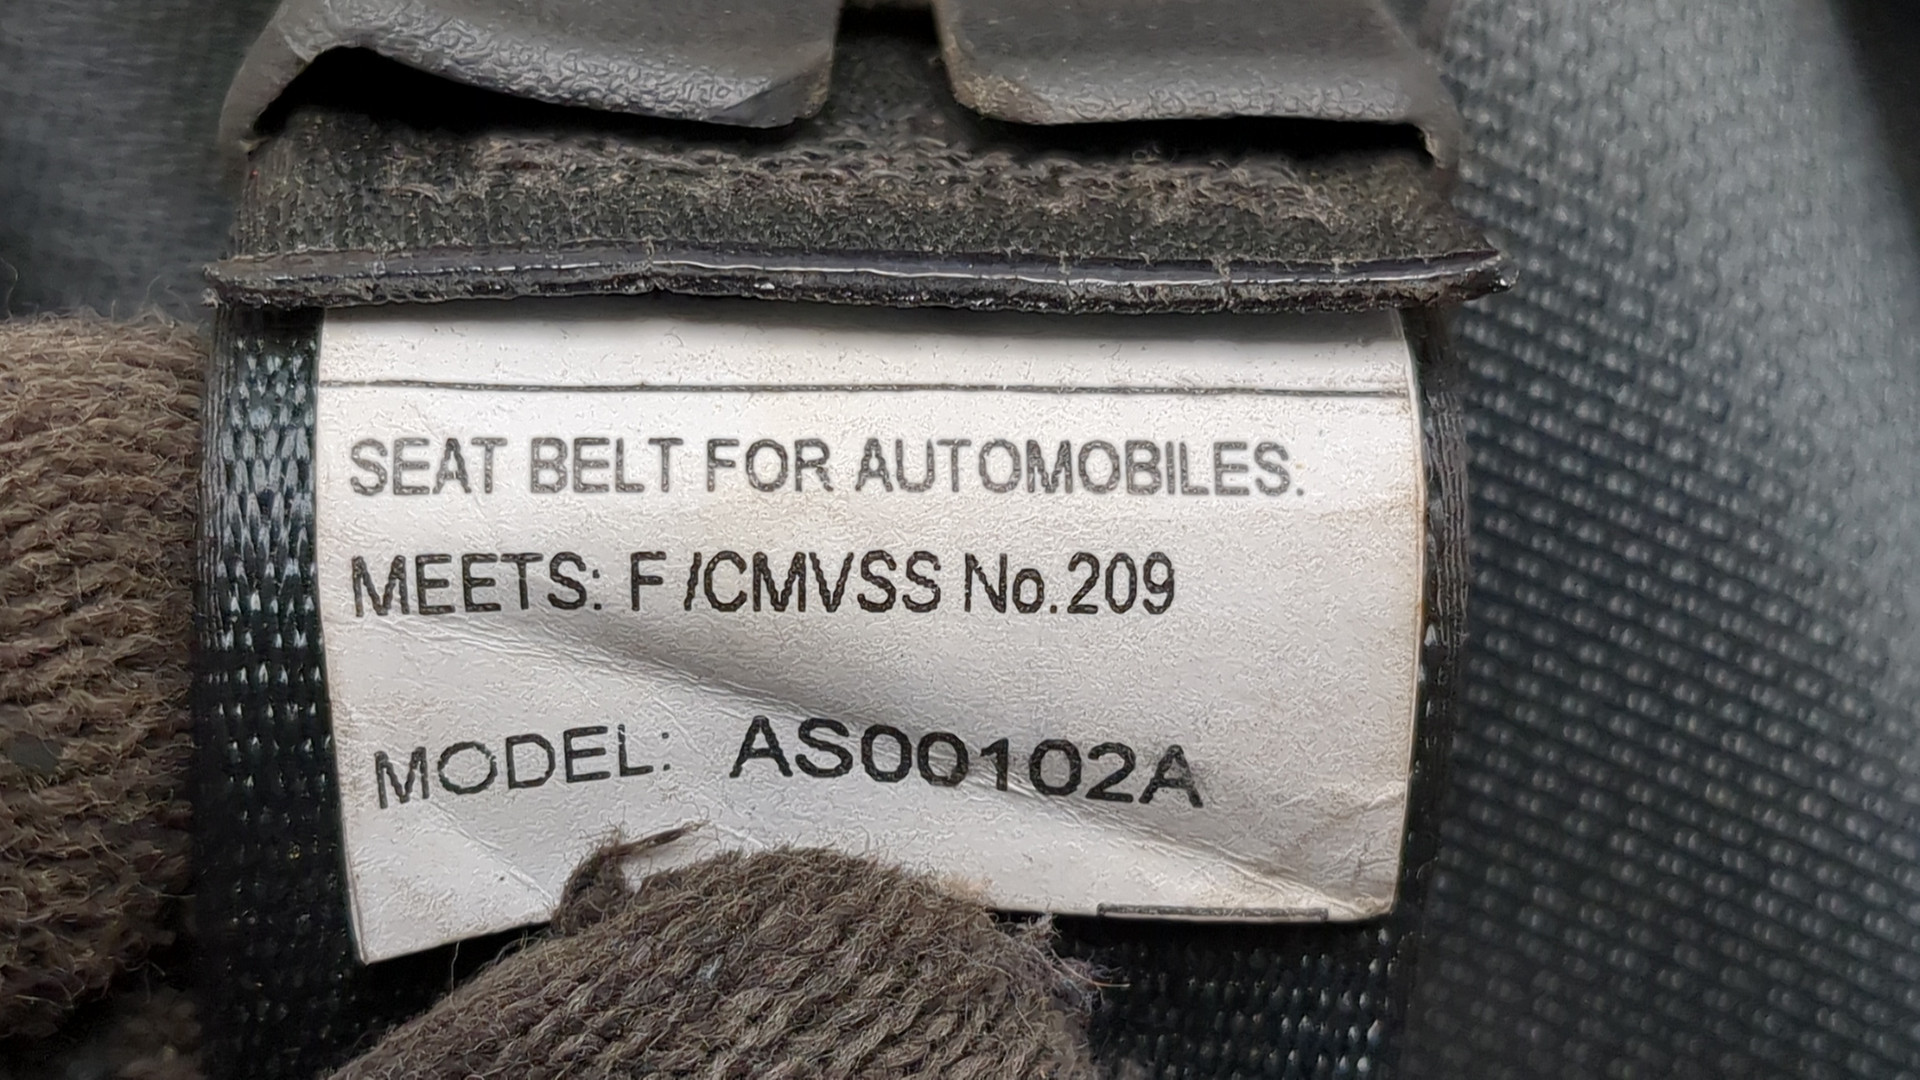 SEAT BELT FOR AUTOMOBILES.
MEETS: F/CMVSS No.209
MODEL: AS00102A